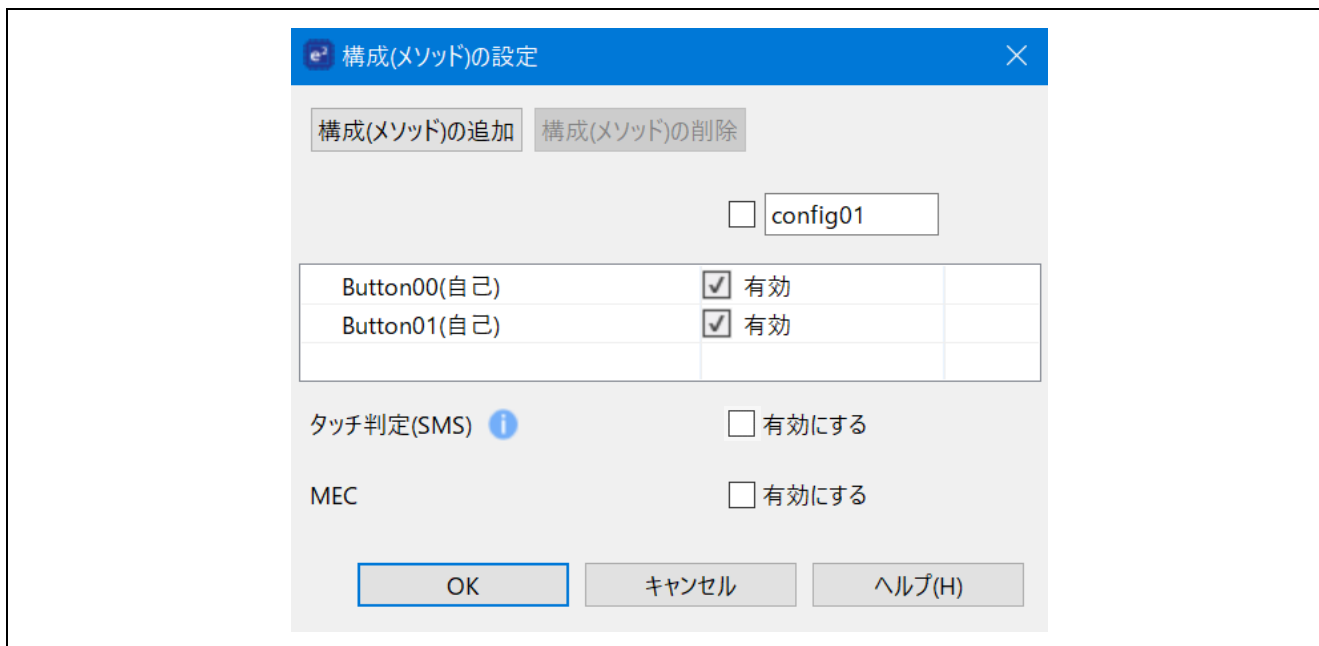 e² 構成(メソッド)の設定
構成(メソッド)の追加 構成(メソッド)の削除
config01
Button00(自己) 有効
Button01(自己) 有効
タッチ判定(SMS) i 有効にする
MEC 有効にする
OK キャンセル ヘルプ(H)